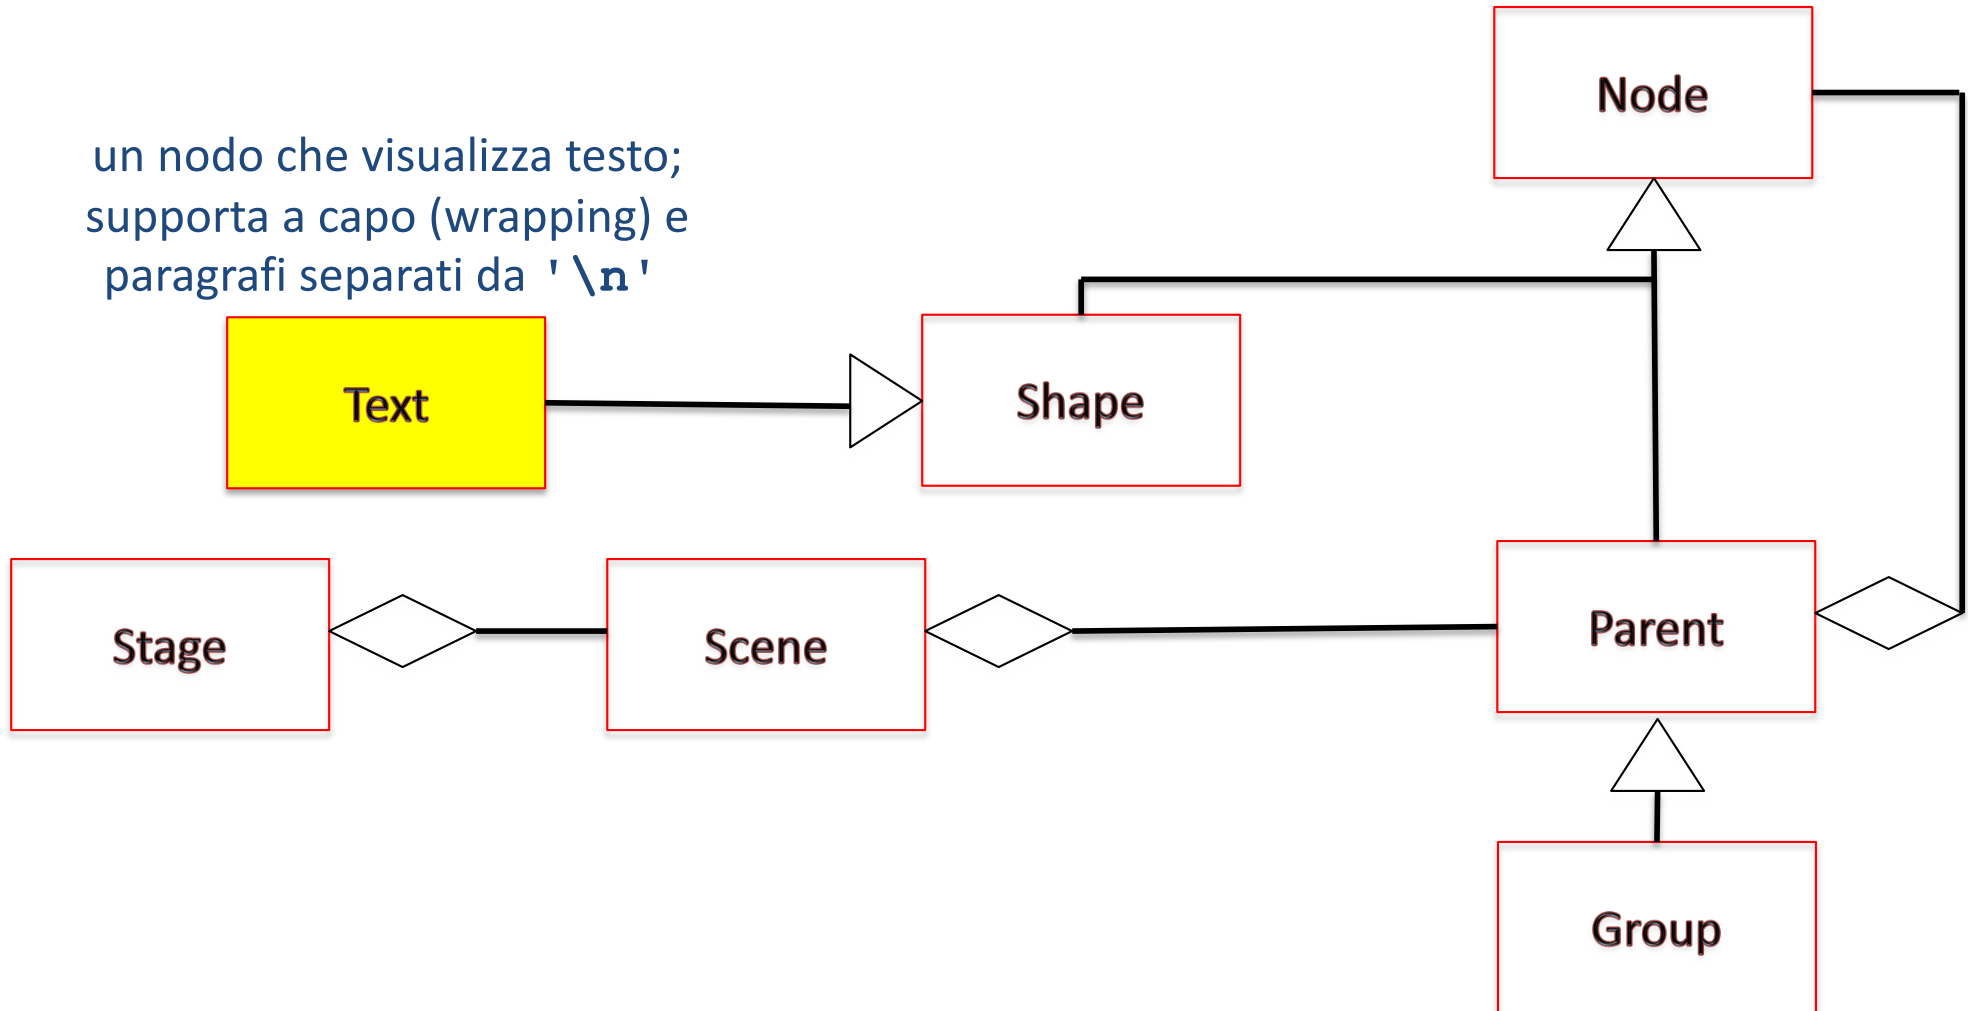 Node
un nodo che visualizza testo;
supporta a capo (wrapping) e
paragrafi separati da '\n'
Text
Shape
Stage
Scene
Parent
Group